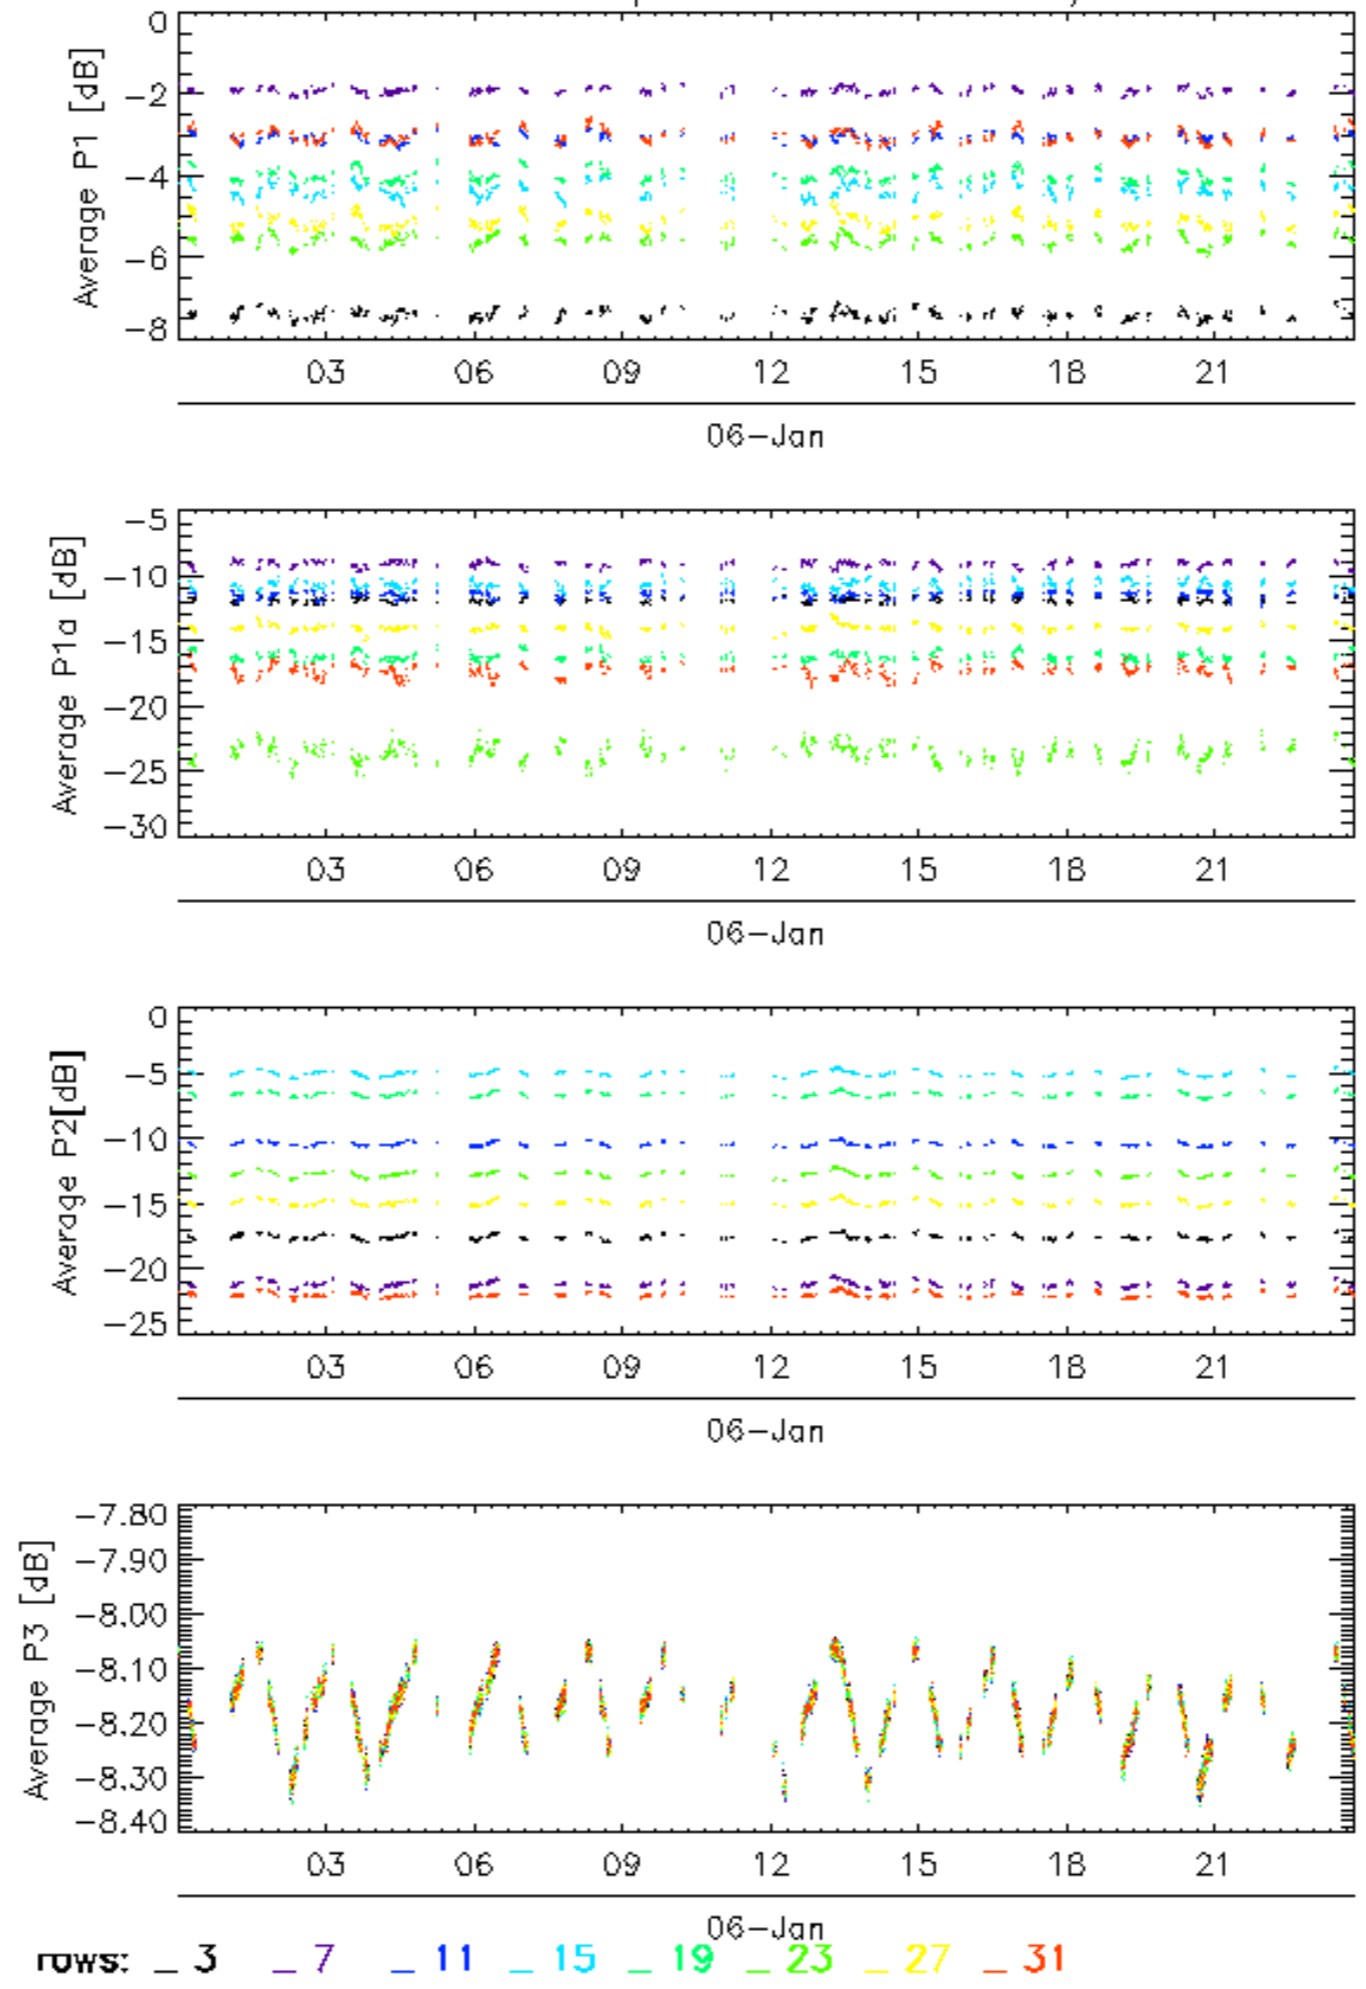 Average P1 [dB]
0
−2
−4
−6
−8
03 06 09 12 15 18 21
06−Jan
Average P1a [dB]
−5
−10
−15
−20
−25
−30
03 06 09 12 15 18 21
06−Jan
Average P2[dB]
0
−5
−10
−15
−20
−25
03 06 09 12 15 18 21
06−Jan
Average P3 [dB]
−7.80
−7.90
−8.00
−8.10
−8.20
−8.30
−8.40
03 06 09 12 15 18 21
06−Jan
rows: _ 3 _ 7 _ 11 _ 15 _ 19 _ 23 _ 27 _ 31